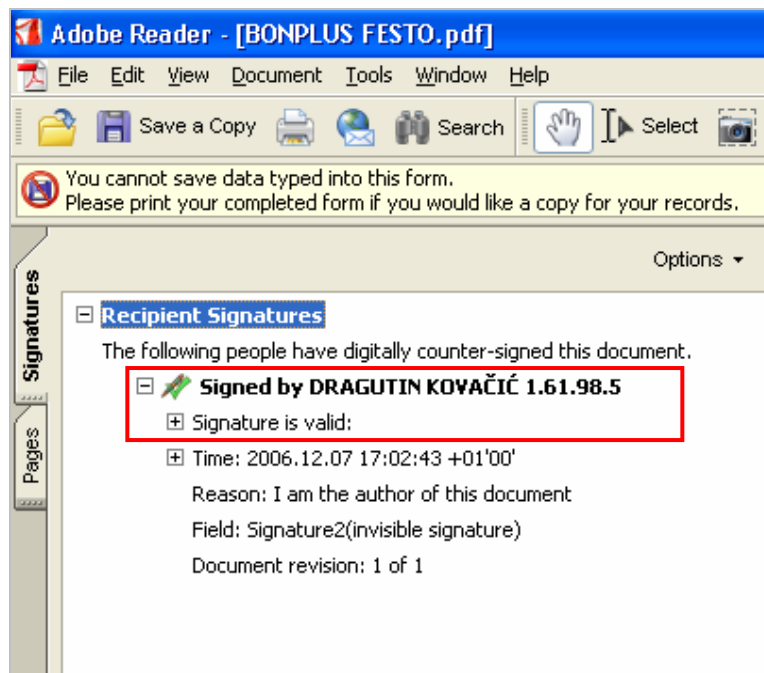 Adobe Reader - [BONPLUS FESTO.pdf]
File Edit View Document Tools Window Help
Save a Copy Search Select
You cannot save data typed into this form.
Please print your completed form if you would like a copy for your records.
Options
Signatures
Pages
Recipient Signatures
The following people have digitally counter-signed this document.
Signed by DRAGUTIN KOVAČIĆ 1.61.98.5
Signature is valid:
Time: 2006.12.07 17:02:43 +01'00'
Reason: I am the author of this document
Field: Signature2(invisible signature)
Document revision: 1 of 1